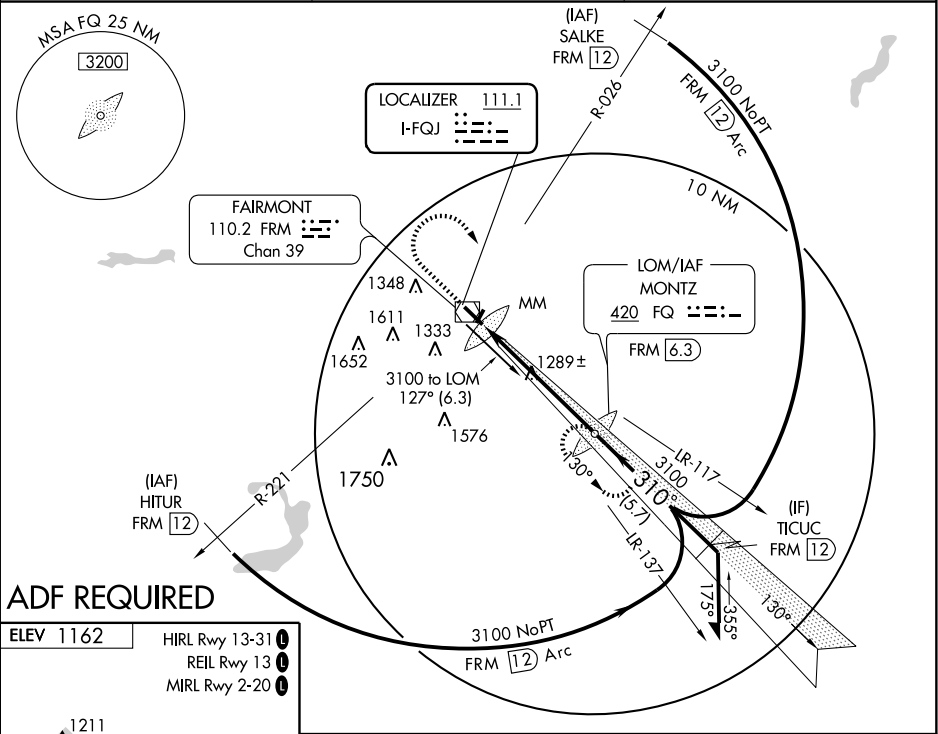 MSA FQ 25 NM
3200
(IAF)
SALKE
FRM 12
R-026
3100 NoPT
FRM 12 Arc
LOCALIZER 111.1
I-FQJ
10 NM
FAIRMONT
110.2 FRM
Chan 39
LOM/IAF
MONTZ
420 FQ
FRM 6.3
MM
1348
1611
1333
1652
1289±
3100 to LOM
127° (6.3)
1576
1750
R-221
(IAF)
HITUR
FRM 12
130°
(5.7)
310°
3100
LR-117
LR-137
(IF)
TICUC
FRM 12
175°
355°
130°
3100 NoPT
FRM 12 Arc
ADF REQUIRED
ELEV 1162
HIRL Rwy 13-31 L
REIL Rwy 13 L
MIRL Rwy 2-20 L
1211